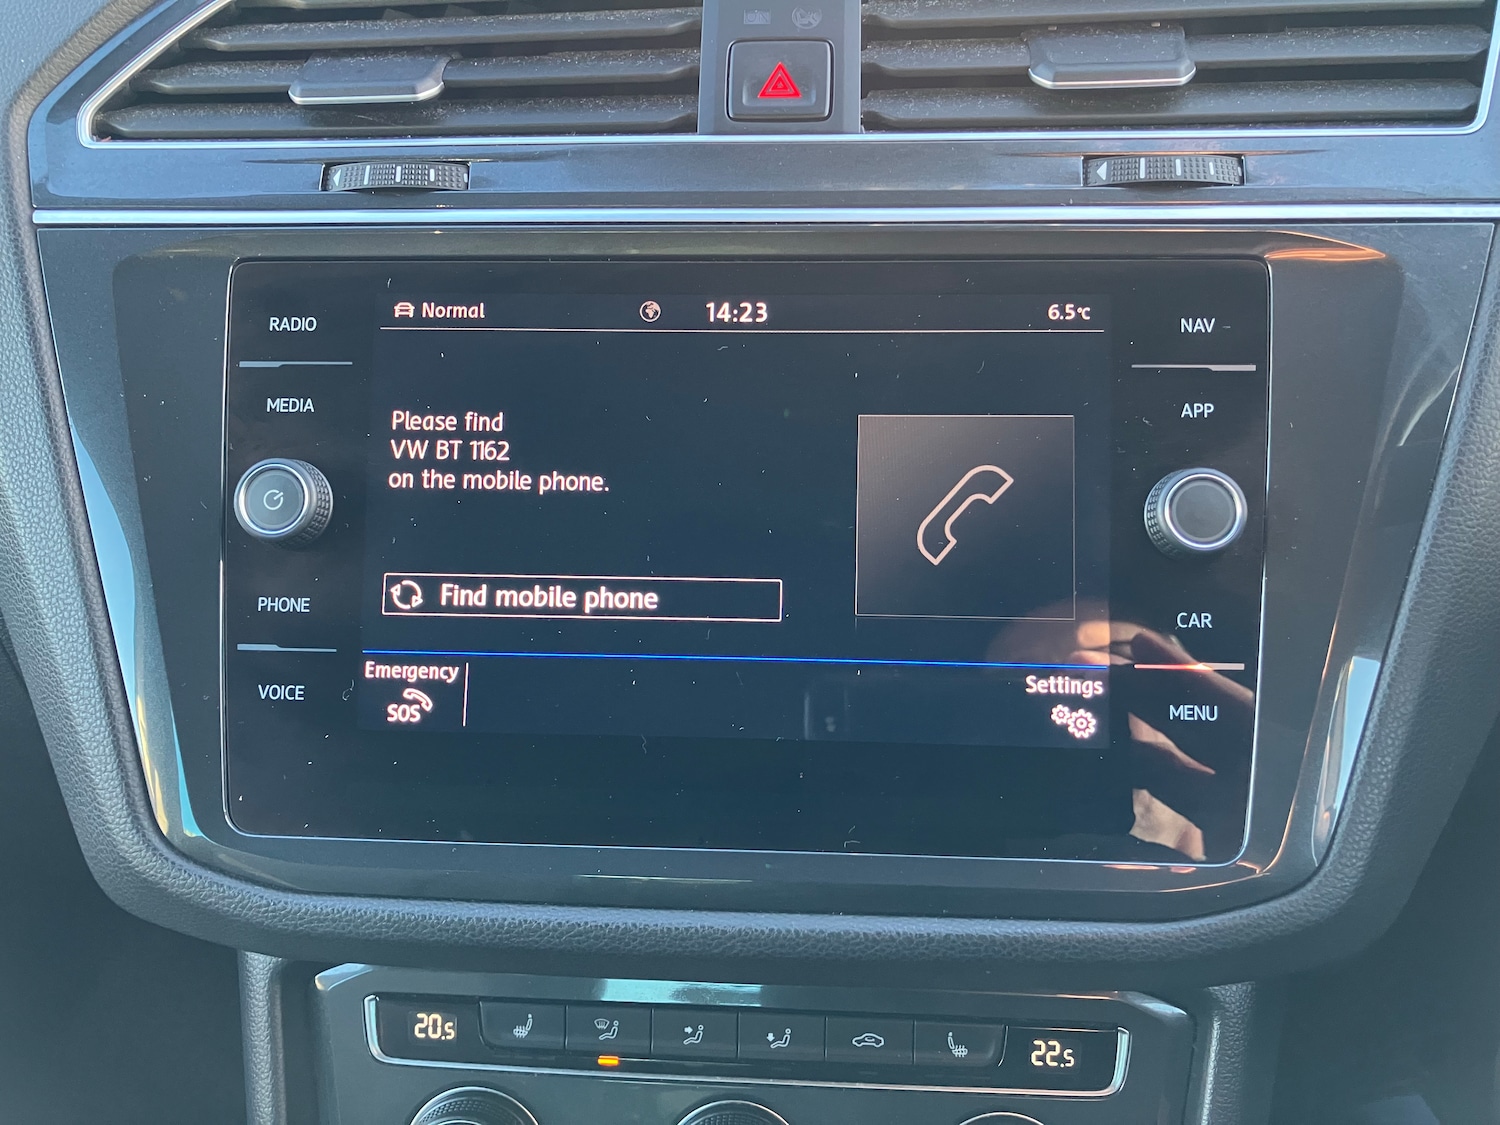 RADIO
MEDIA
PHONE
VOICE
Normal
14:23
6.5°C
Please find
VW BT 1162
on the mobile phone.
Find mobile phone
Emergency
SOS
Settings
NAV
APP
CAR
MENU
20.5
22.5